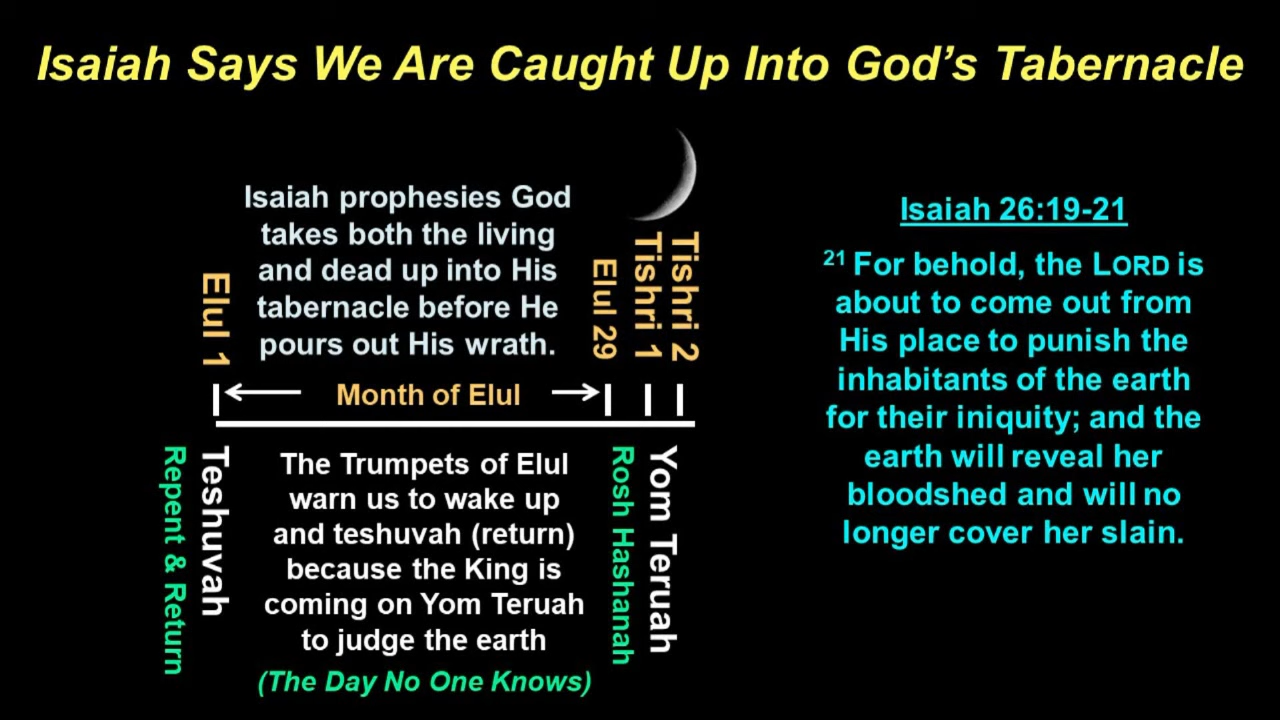 Isaiah Says We Are Caught Up Into God's Tabernacle
Isaiah prophesies God
takes both the living
and dead up into His
tabernacle before He
pours out His wrath.
Elul 1
Elul 29
Tishri 1
Tishri 2
Month of Elul
Repent & Return
Teshuvah
The Trumpets of Elul
warn us to wake up
and teshuvah (return)
because the King is
coming on Yom Teruah
to judge the earth
(The Day No One Knows)
Rosh Hashanah
Yom Teruah
Isaiah 26:19-21
21 For behold, the LORD is
about to come out from
His place to punish the
inhabitants of the earth
for their iniquity; and the
earth will reveal her
bloodshed and will no
longer cover her slain.